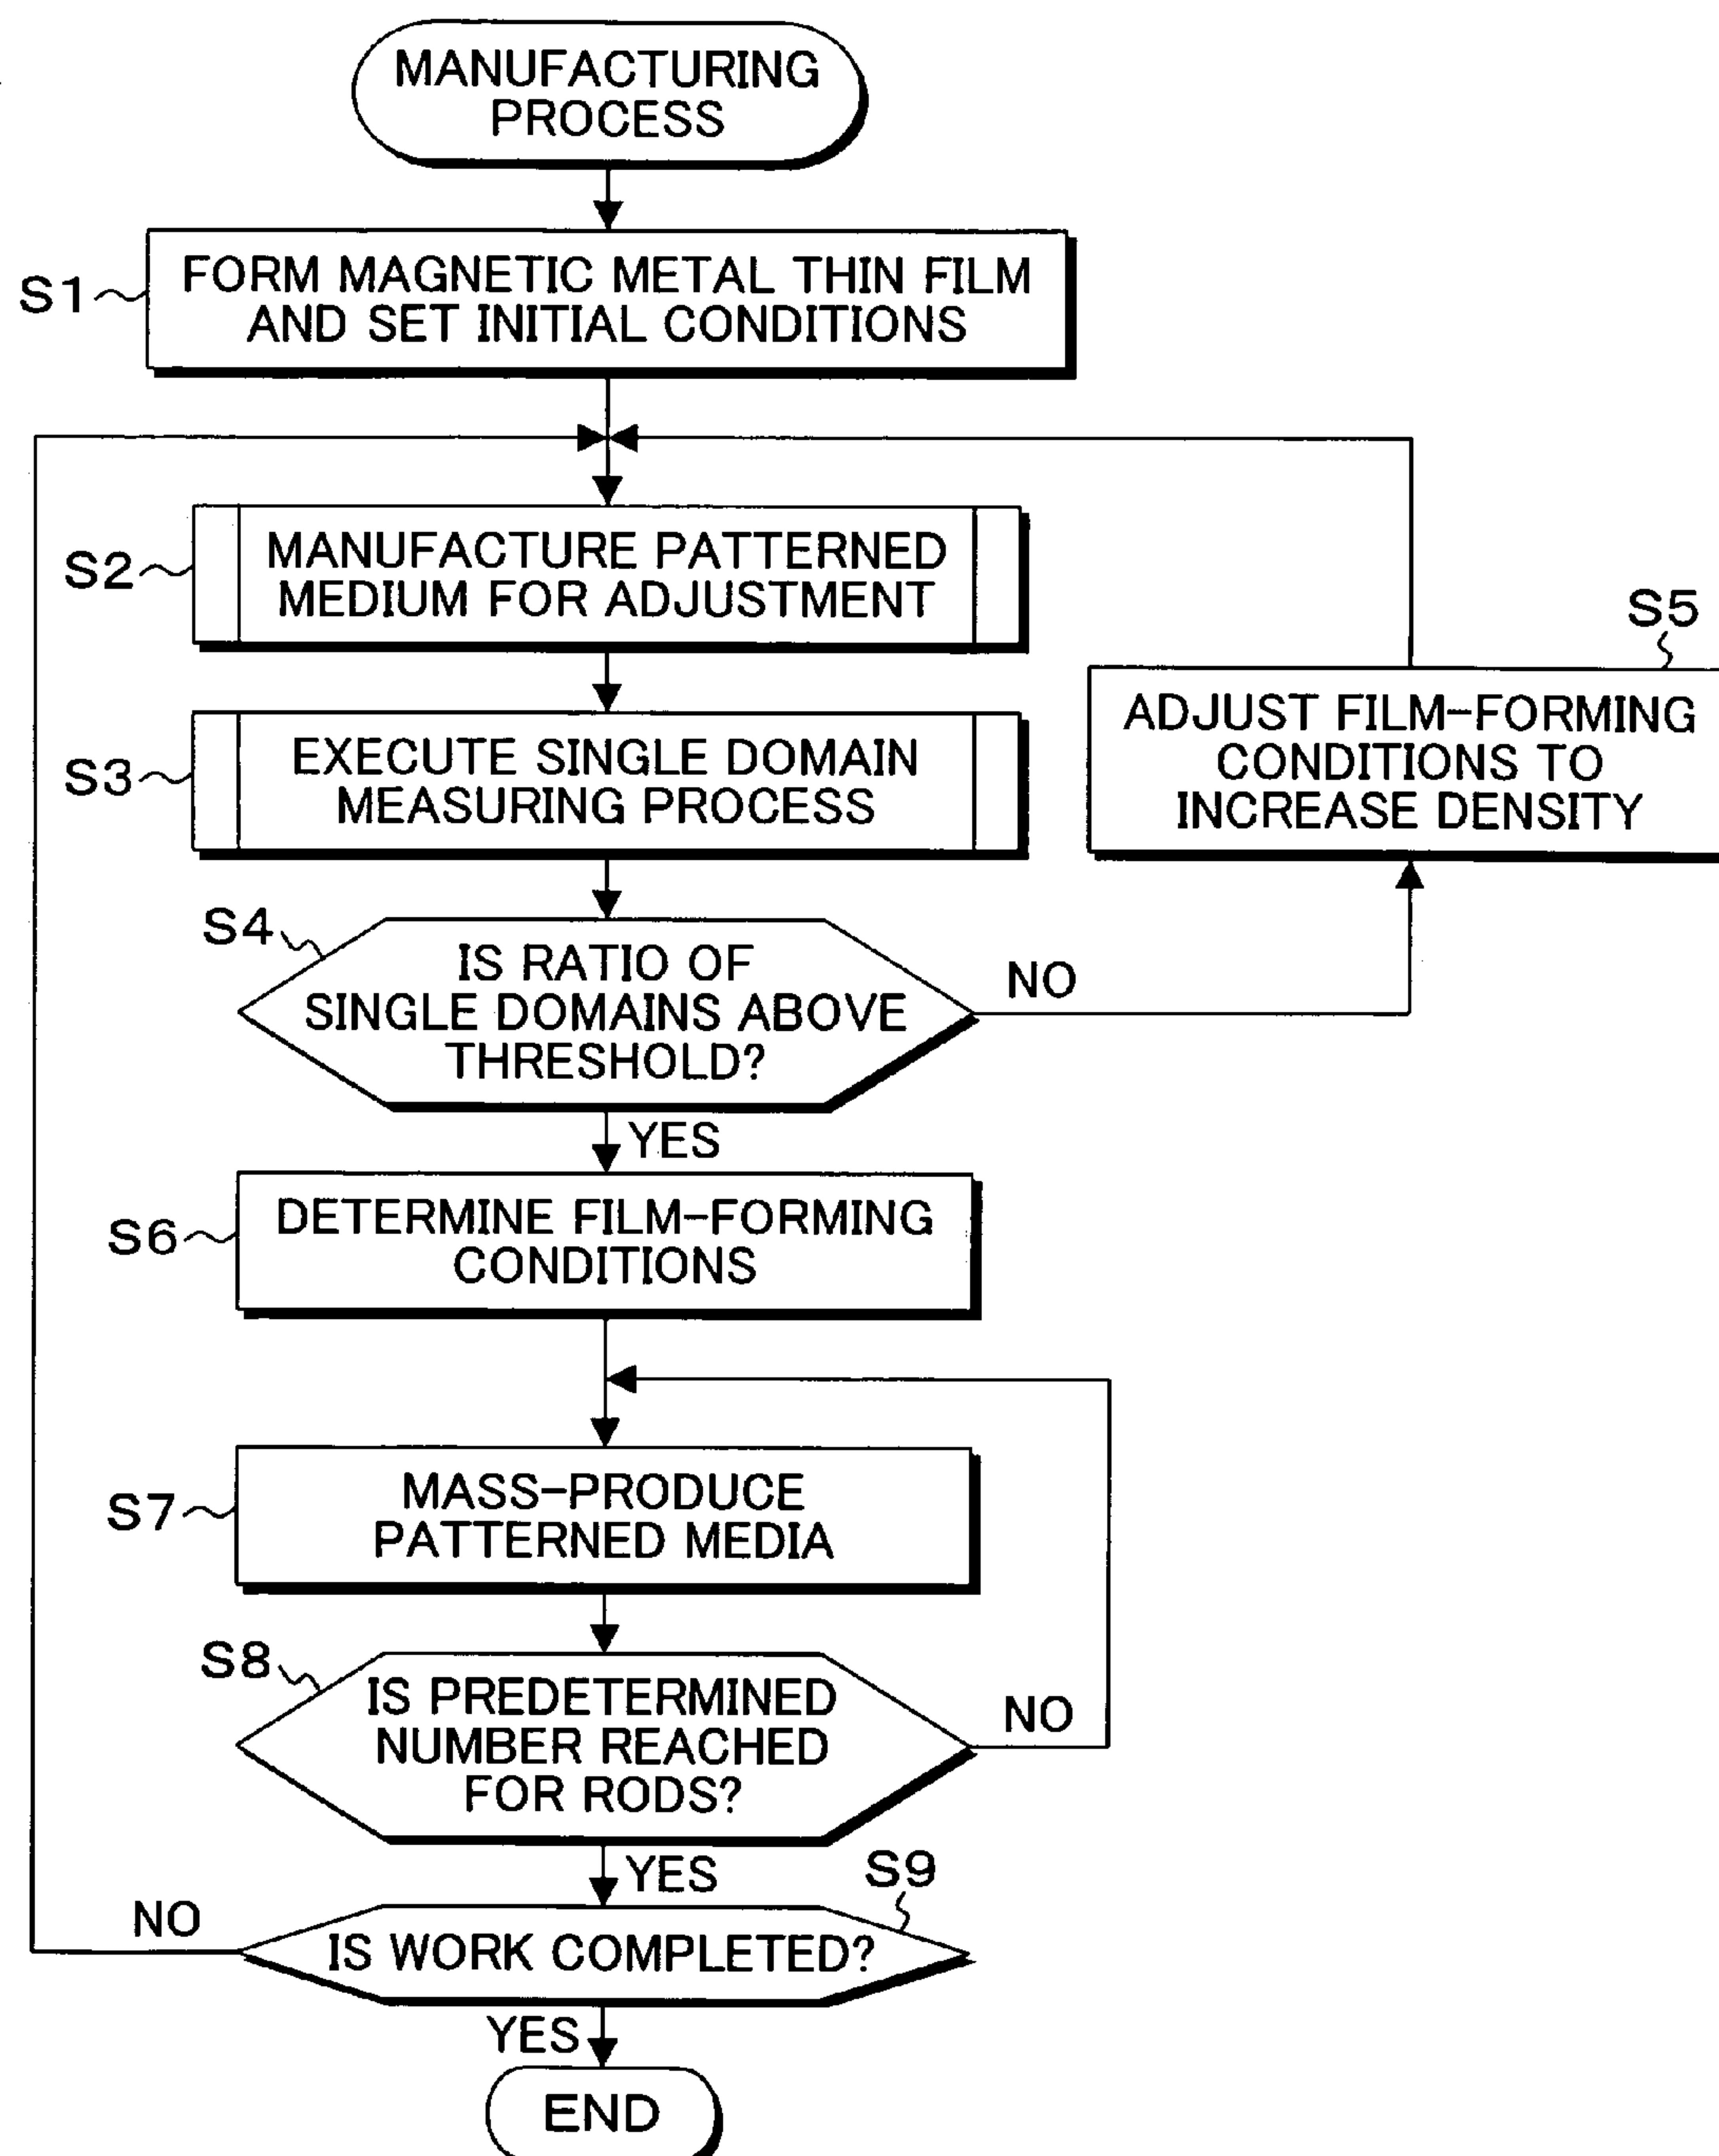 MANUFACTURING
PROCESS
S1
FORM MAGNETIC METAL THIN FILM
AND SET INITIAL CONDITIONS
S2
MANUFACTURE PATTERNED
MEDIUM FOR ADJUSTMENT
S3
EXECUTE SINGLE DOMAIN
MEASURING PROCESS
S5
ADJUST FILM-FORMING
CONDITIONS TO
INCREASE DENSITY
S4
IS RATIO OF
SINGLE DOMAINS ABOVE
THRESHOLD?
NO
YES
S6
DETERMINE FILM-FORMING
CONDITIONS
S7
MASS-PRODUCE
PATTERNED MEDIA
S8
IS PREDETERMINED
NUMBER REACHED
FOR RODS?
NO
YES
S9
NO
IS WORK COMPLETED?
YES
END